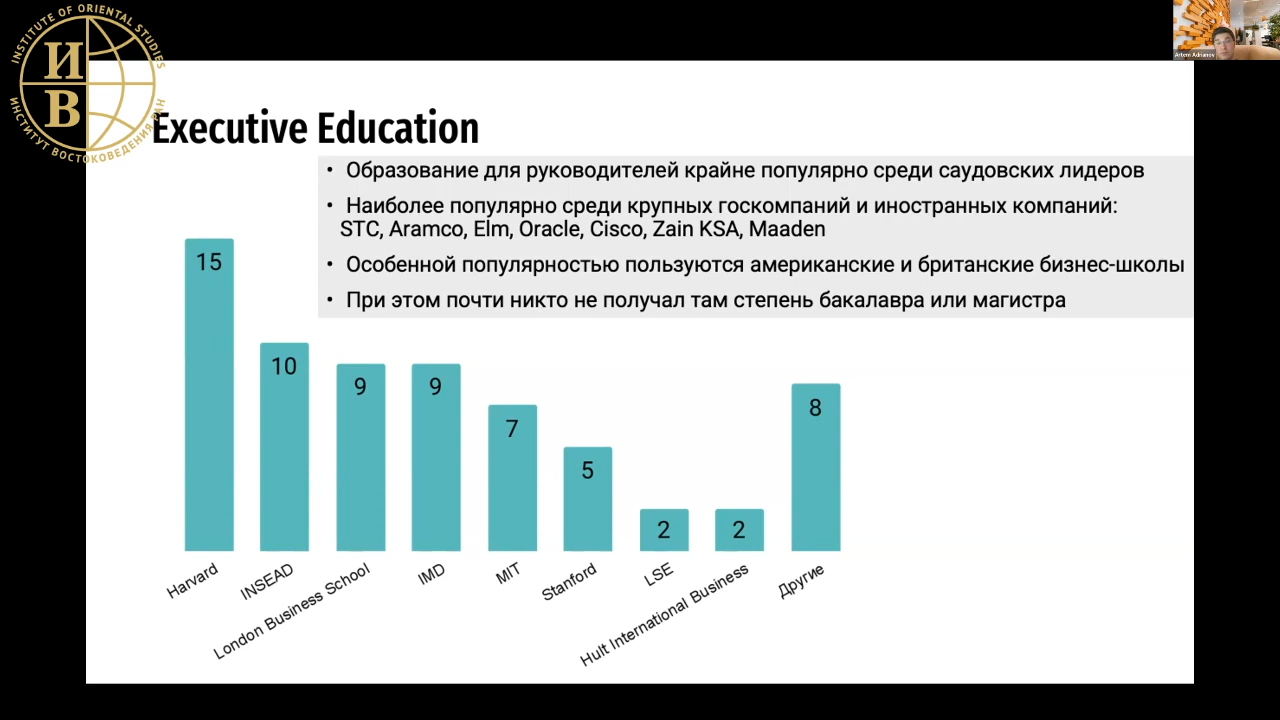 INSTITUTE OF ORIENTAL STUDIES
И
В
ИНСТИТУТ ВОСТОКОВЕДЕНИЯ РАН
Artem Adrianov
Executive Education
• Образование для руководителей крайне популярно среди саудовских лидеров
• Наиболее популярно среди крупных госкомпаний и иностранных компаний:
STC, Aramco, Elm, Oracle, Cisco, Zain KSA, Maaden
• Особенной популярностью пользуются американские и британские бизнес-школы
• При этом почти никто не получал там степень бакалавра или магистра
15
10
9
9
7
5
2
2
8
Harvard
INSEAD
London Business School
IMD
MIT
Stanford
LSE
Hult International Business
Другие